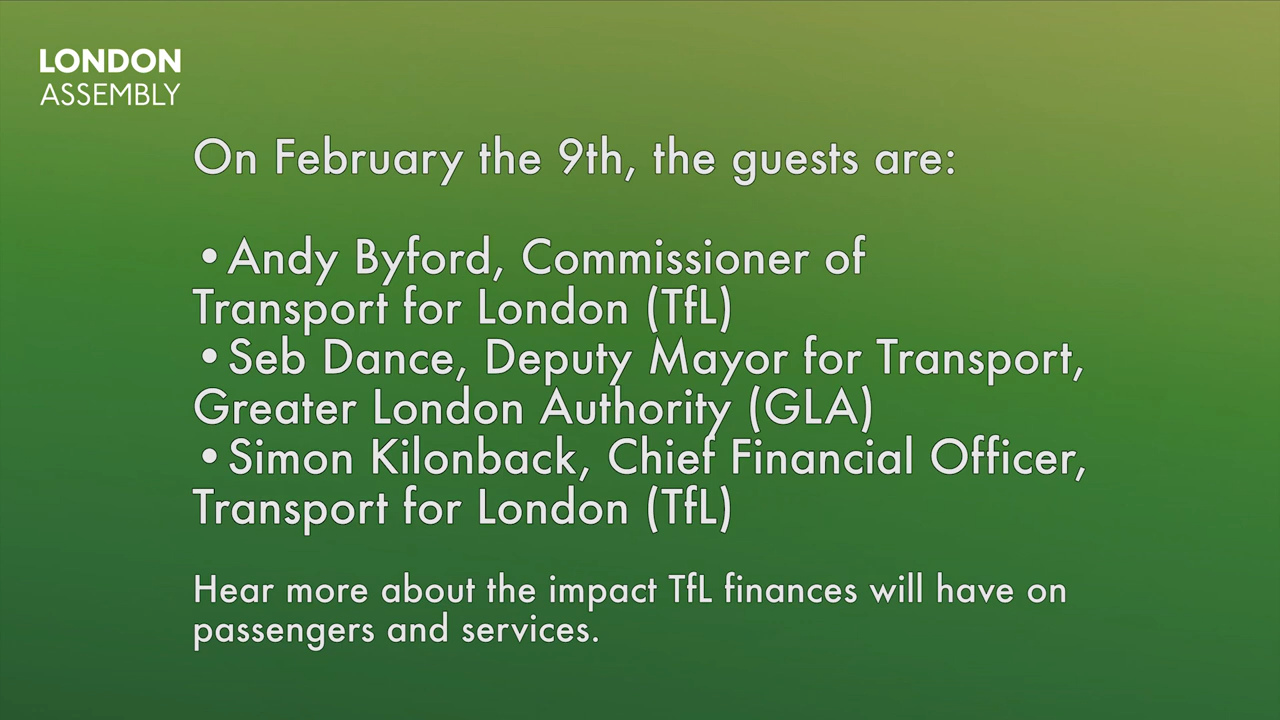 LONDON
ASSEMBLY
On February the 9th, the guests are:
•Andy Byford, Commissioner of
Transport for London (TfL)
•Seb Dance, Deputy Mayor for Transport,
Greater London Authority (GLA)
•Simon Kilonback, Chief Financial Officer,
Transport for London (TfL)
Hear more about the impact TfL finances will have on
passengers and services.